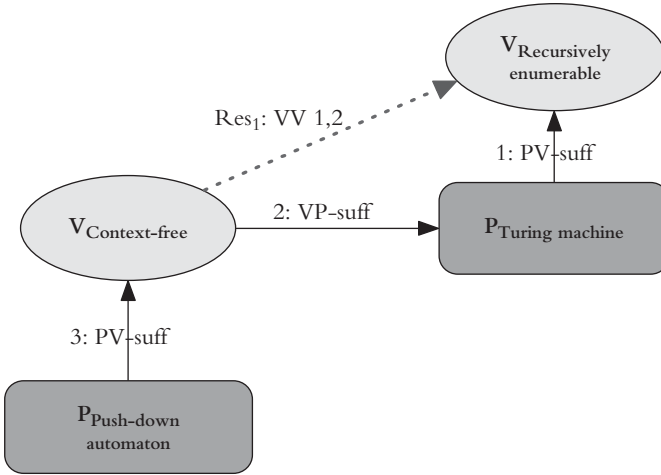 V_Recursively
enumerable
Res_1: VV 1,2
1: PV-suff
V_Context-free
2: VP-suff
P_Turing machine
3: PV-suff
P_Push-down
automaton